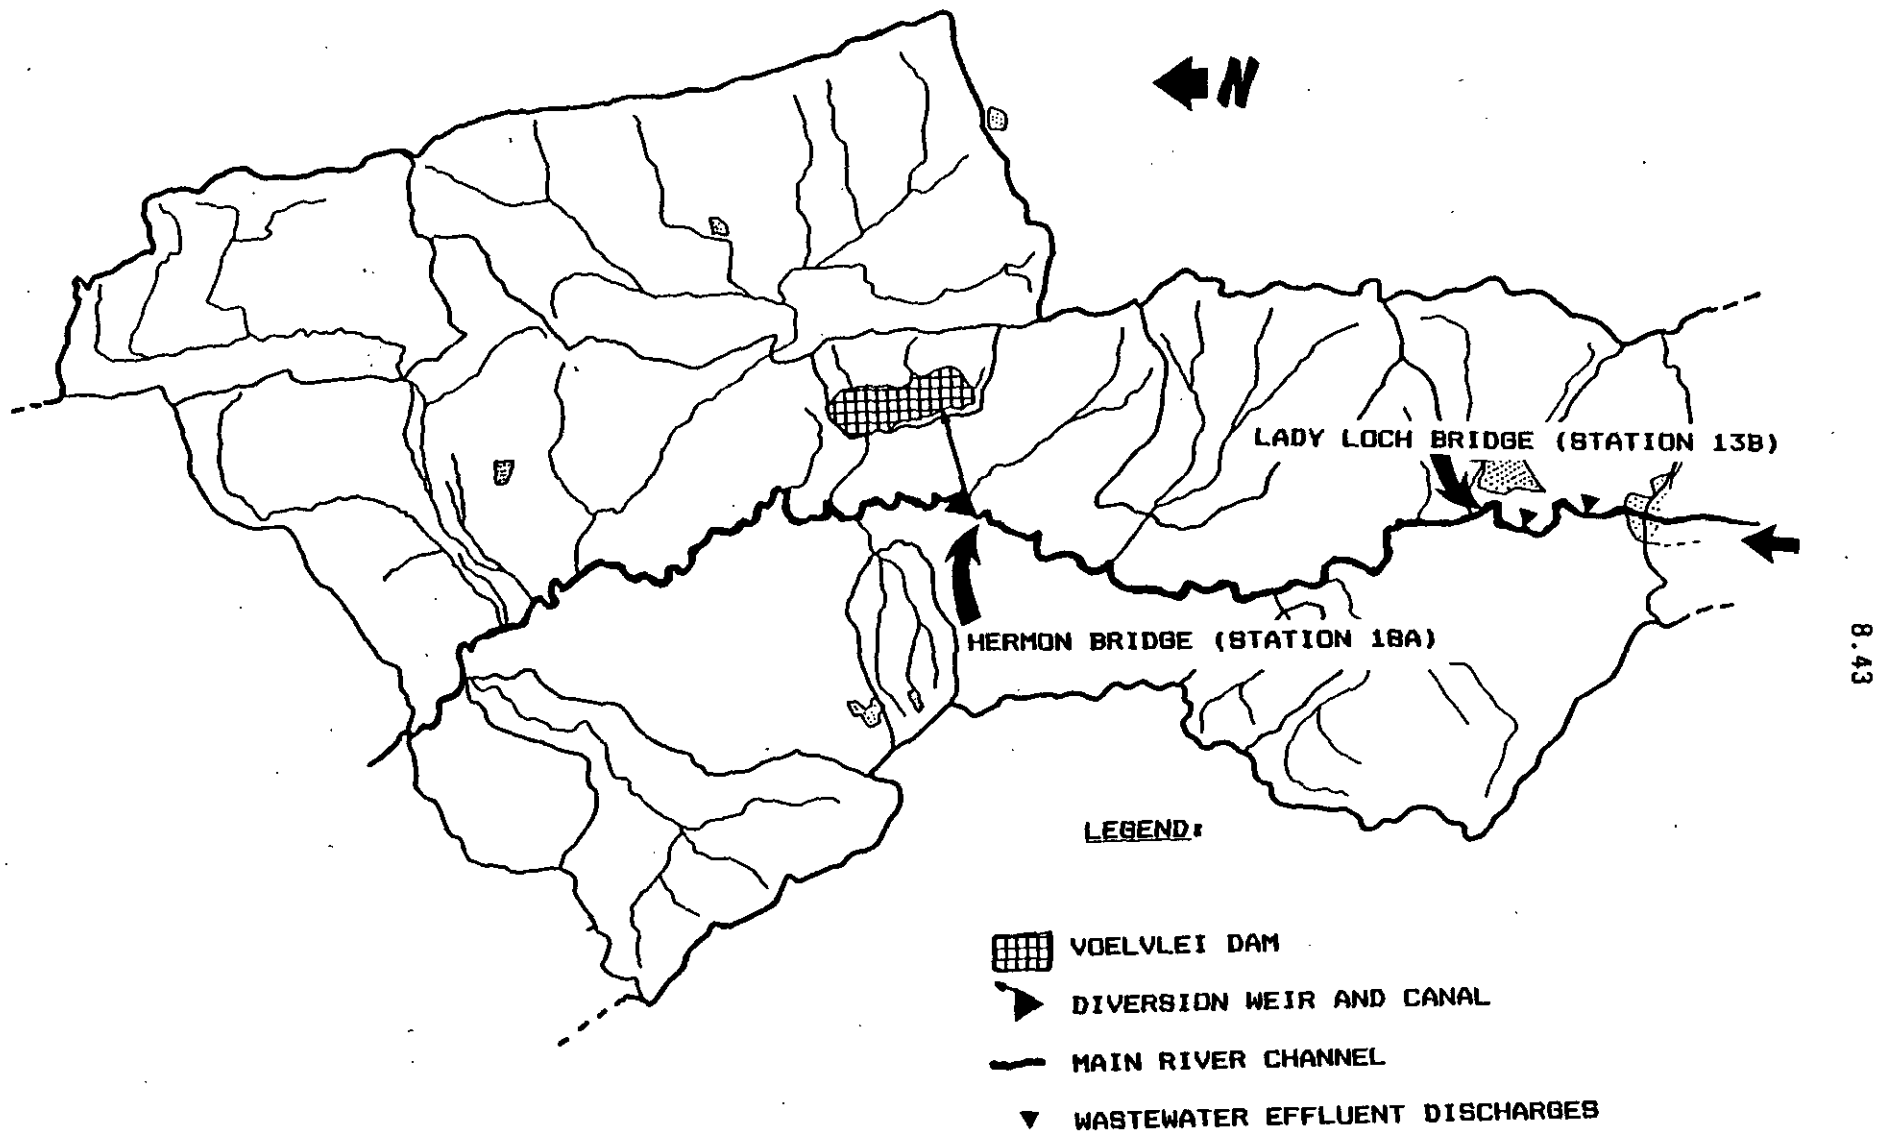 N
LADY LOCH BRIDGE (STATION 13B)
HERMON BRIDGE (STATION 18A)
8.43
LEGEND:
VOELVLEI DAM
DIVERSION WEIR AND CANAL
MAIN RIVER CHANNEL
WASTEWATER EFFLUENT DISCHARGES